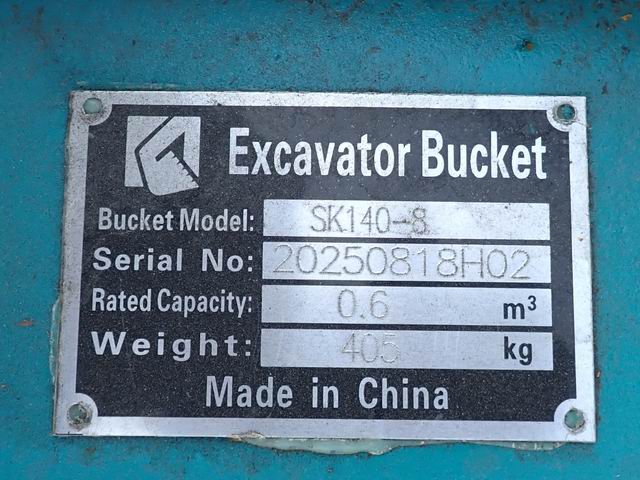 Excavator Bucket
Bucket Model: SK140-8
Serial No: 20250818H02
Rated Capacity: 0.6 m³
Weight: 405 kg
Made in China